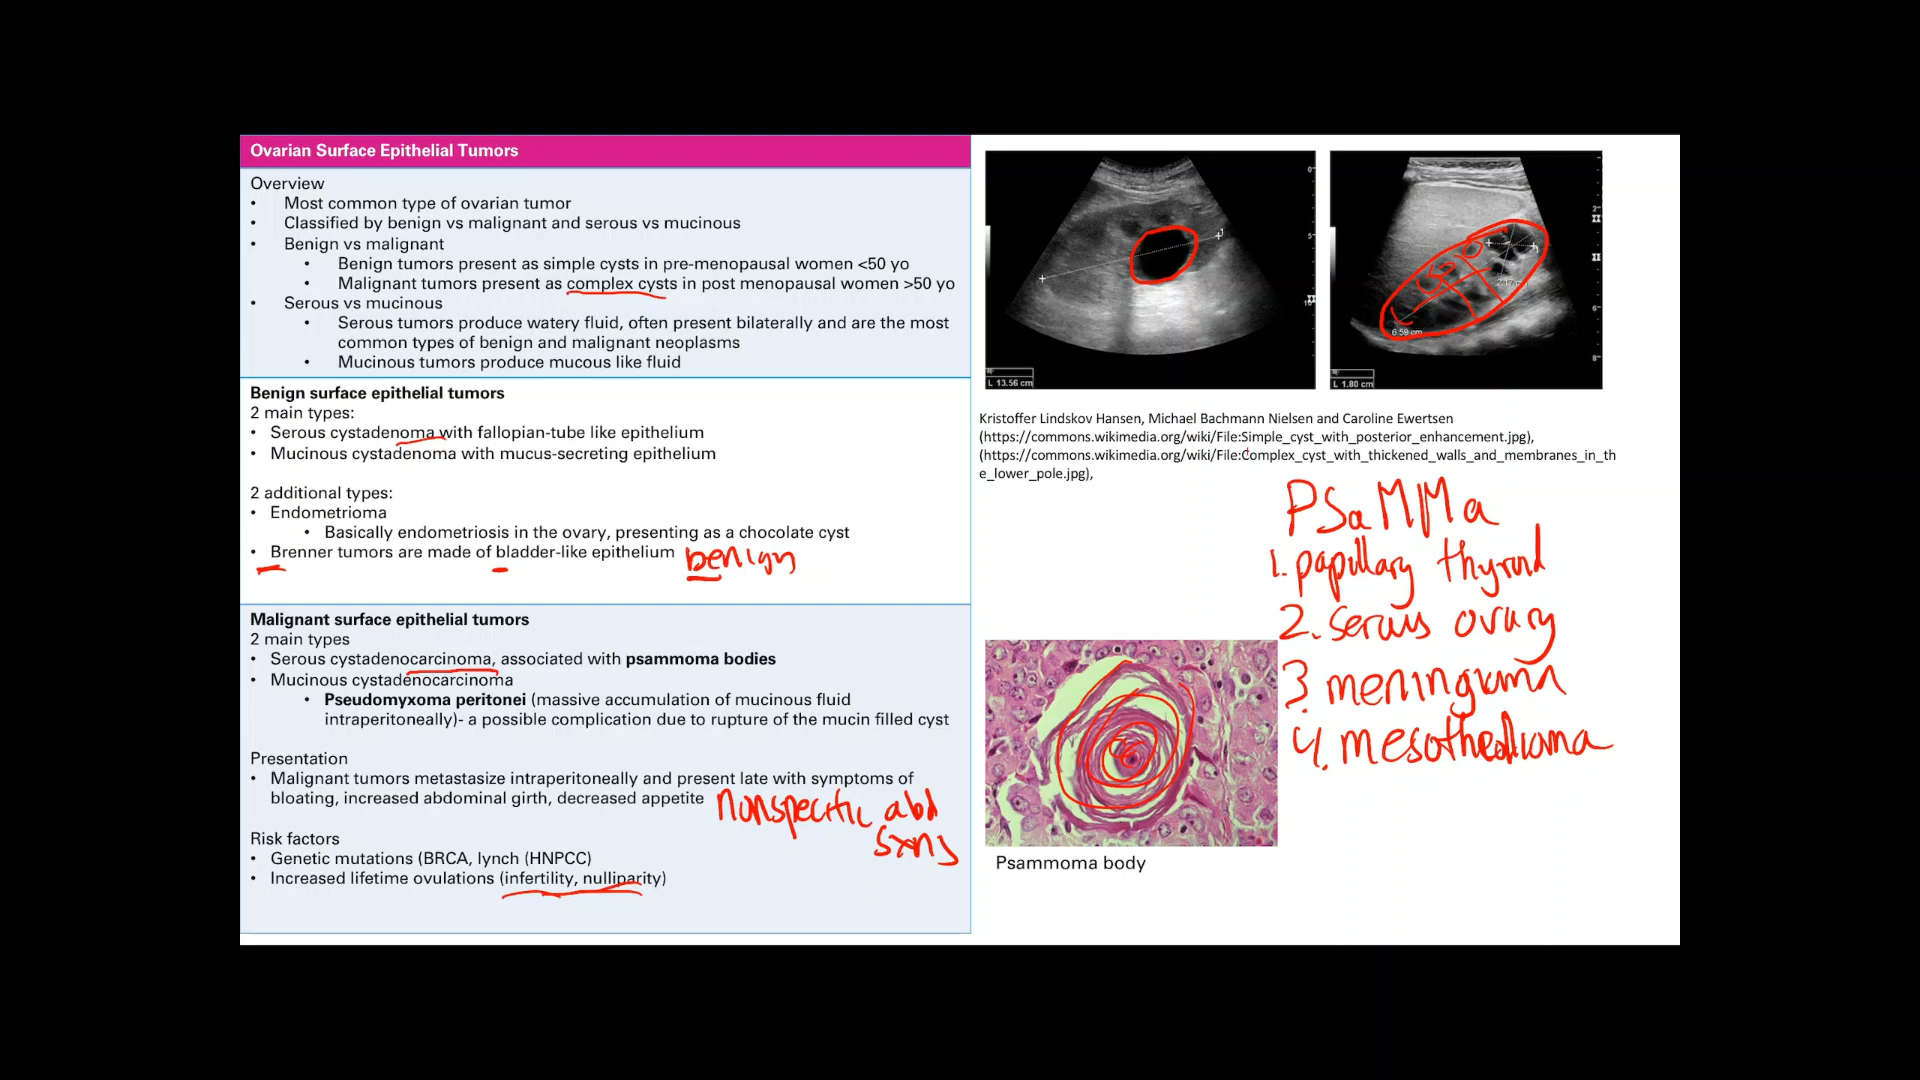 Ovarian Surface Epithelial Tumors
Overview
• Most common type of ovarian tumor
• Classified by benign vs malignant and serous vs mucinous
• Benign vs malignant
• Benign tumors present as simple cysts in pre-menopausal women <50 yo
• Malignant tumors present as complex cysts in post menopausal women >50 yo
• Serous vs mucinous
• Serous tumors produce watery fluid, often present bilaterally and are the most
common types of benign and malignant neoplasms
• Mucinous tumors produce mucous like fluid
Benign surface epithelial tumors
2 main types:
• Serous cystadenoma with fallopian-tube like epithelium
• Mucinous cystadenoma with mucus-secreting epithelium
2 additional types:
• Endometrioma
• Basically endometriosis in the ovary, presenting as a chocolate cyst
• Brenner tumors are made of bladder-like epithelium benign
Malignant surface epithelial tumors
2 main types
• Serous cystadenocarcinoma, associated with psammoma bodies
• Mucinous cystadenocarcinoma
• Pseudomyxoma peritonei (massive accumulation of mucinous fluid
intraperitoneally)- a possible complication due to rupture of the mucin filled cyst
Presentation
• Malignant tumors metastasize intraperitoneally and present late with symptoms of
bloating, increased abdominal girth, decreased appetite nonspecific abd
Risk factors
• Genetic mutations (BRCA, lynch (HNPCC)
• Increased lifetime ovulations (infertility, nulliparity)
L 13.56 cm
6.59 cm
L 1.80 cm
Kristoffer Lindskov Hansen, Michael Bachmann Nielsen and Caroline Ewertsen
(https://commons.wikimedia.org/wiki/File:Simple_cyst_with_posterior_enhancement.jpg),
(https://commons.wikimedia.org/wiki/File:Complex_cyst_with_thickened_walls_and_membranes_in_th
e_lower_pole.jpg),
PSaMMa
1. papillary thyroid
2. serous ovary
3. meningioma
4. mesothelioma
Psammoma body